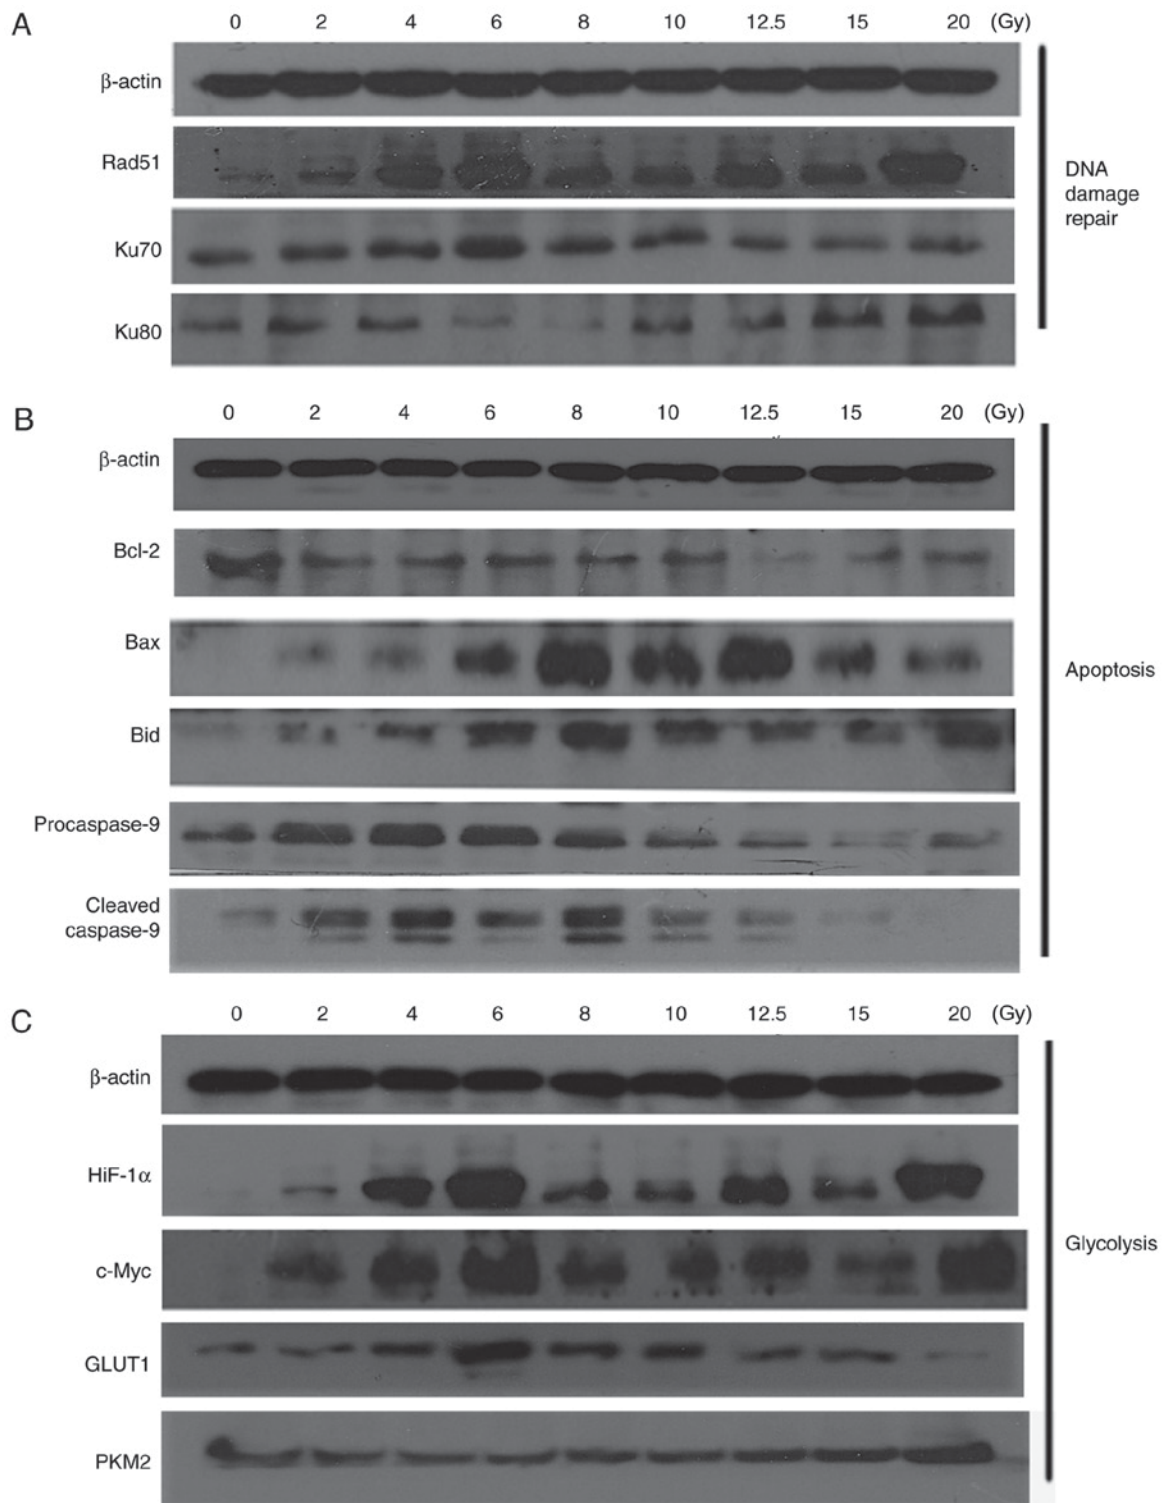 A
0 2 4 6 8 10 12.5 15 20 (Gy)
β-actin
Rad51
Ku70
Ku80
DNA
damage
repair
B
0 2 4 6 8 10 12.5 15 20 (Gy)
β-actin
Bcl-2
Bax
Bid
Procaspase-9
Cleaved
caspase-9
Apoptosis
C
0 2 4 6 8 10 12.5 15 20 (Gy)
β-actin
HiF-1α
c-Myc
GLUT1
PKM2
Glycolysis